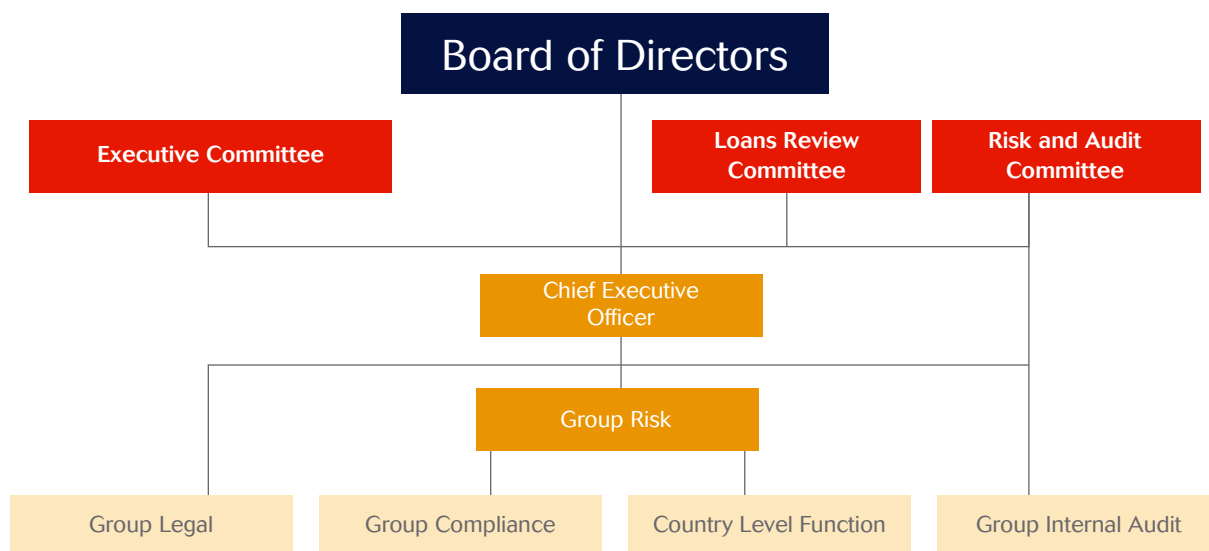 Board of Directors
Executive Committee
Loans Review
Committee
Risk and Audit
Committee
Chief Executive
Officer
Group Risk
Group Legal
Group Compliance
Country Level Function
Group Internal Audit